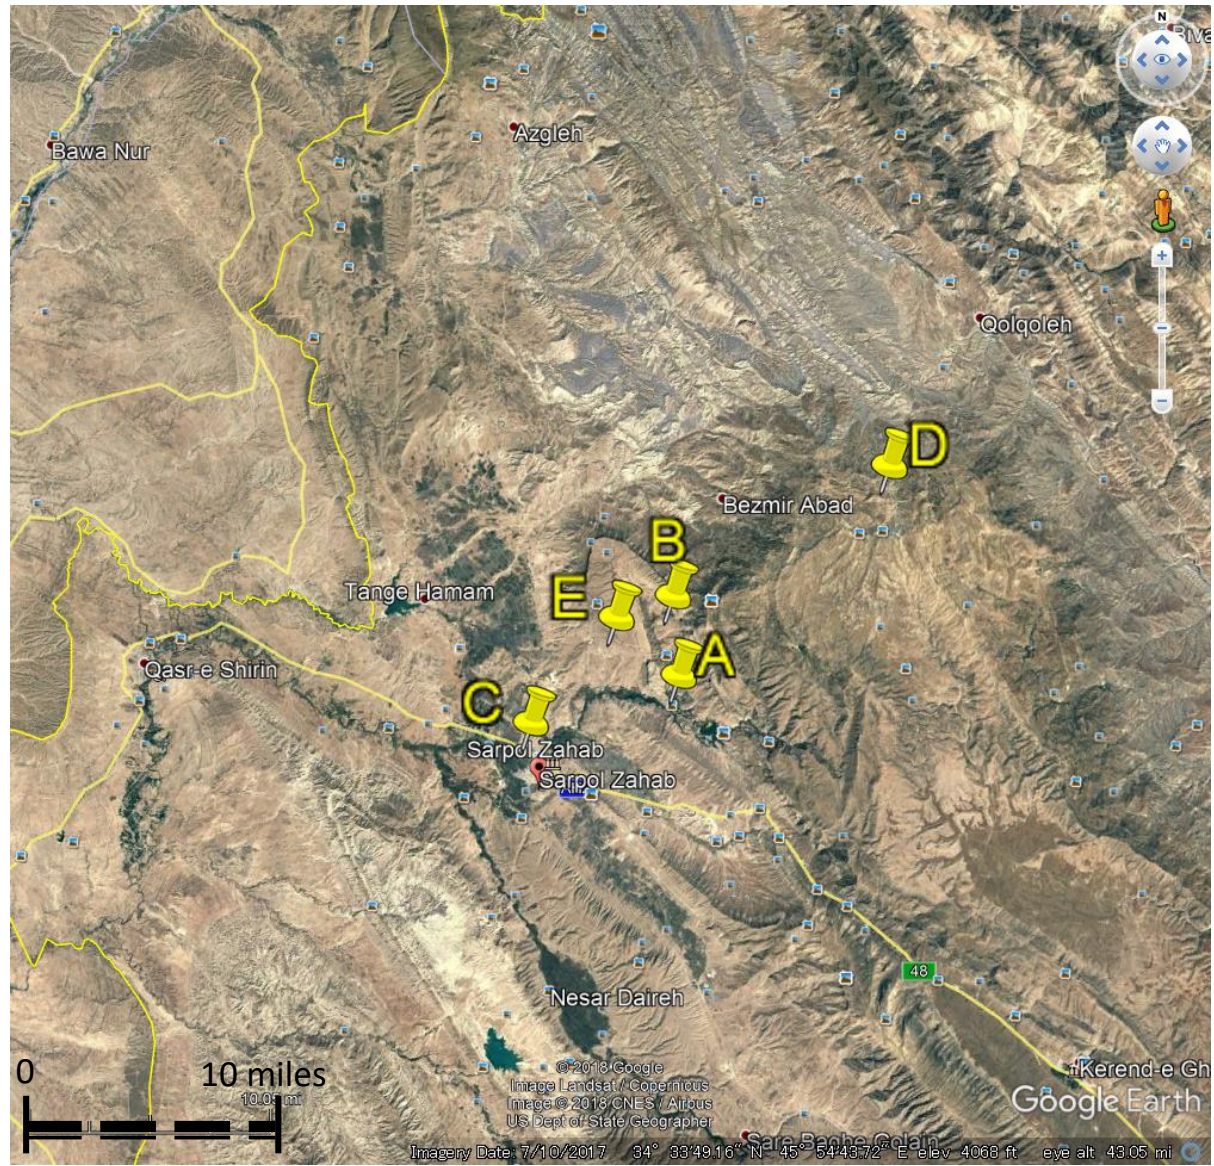 N
Riva
Azgleh
Bawa Nur
Qolqoleh
D
Bezmir Abad
B
Tange Hamam
E
A
Qasr-e Shirin
C
Sarpol Zahab
Sarpol Zahab
48
Nesar Daireh
0
10 miles
10.05 mi
© 2018 Google
Image Landsat / Copernicus
Image © 2018 CNES / Airbus
US Dept of State Geographer
Kerend-e Gh
Google Earth
Sare Baghe Golain
Imagery Date: 7/10/2017 34° 33'49.16" N 45° 54'43.72" E elev 4068 ft eye alt 43.05 mi